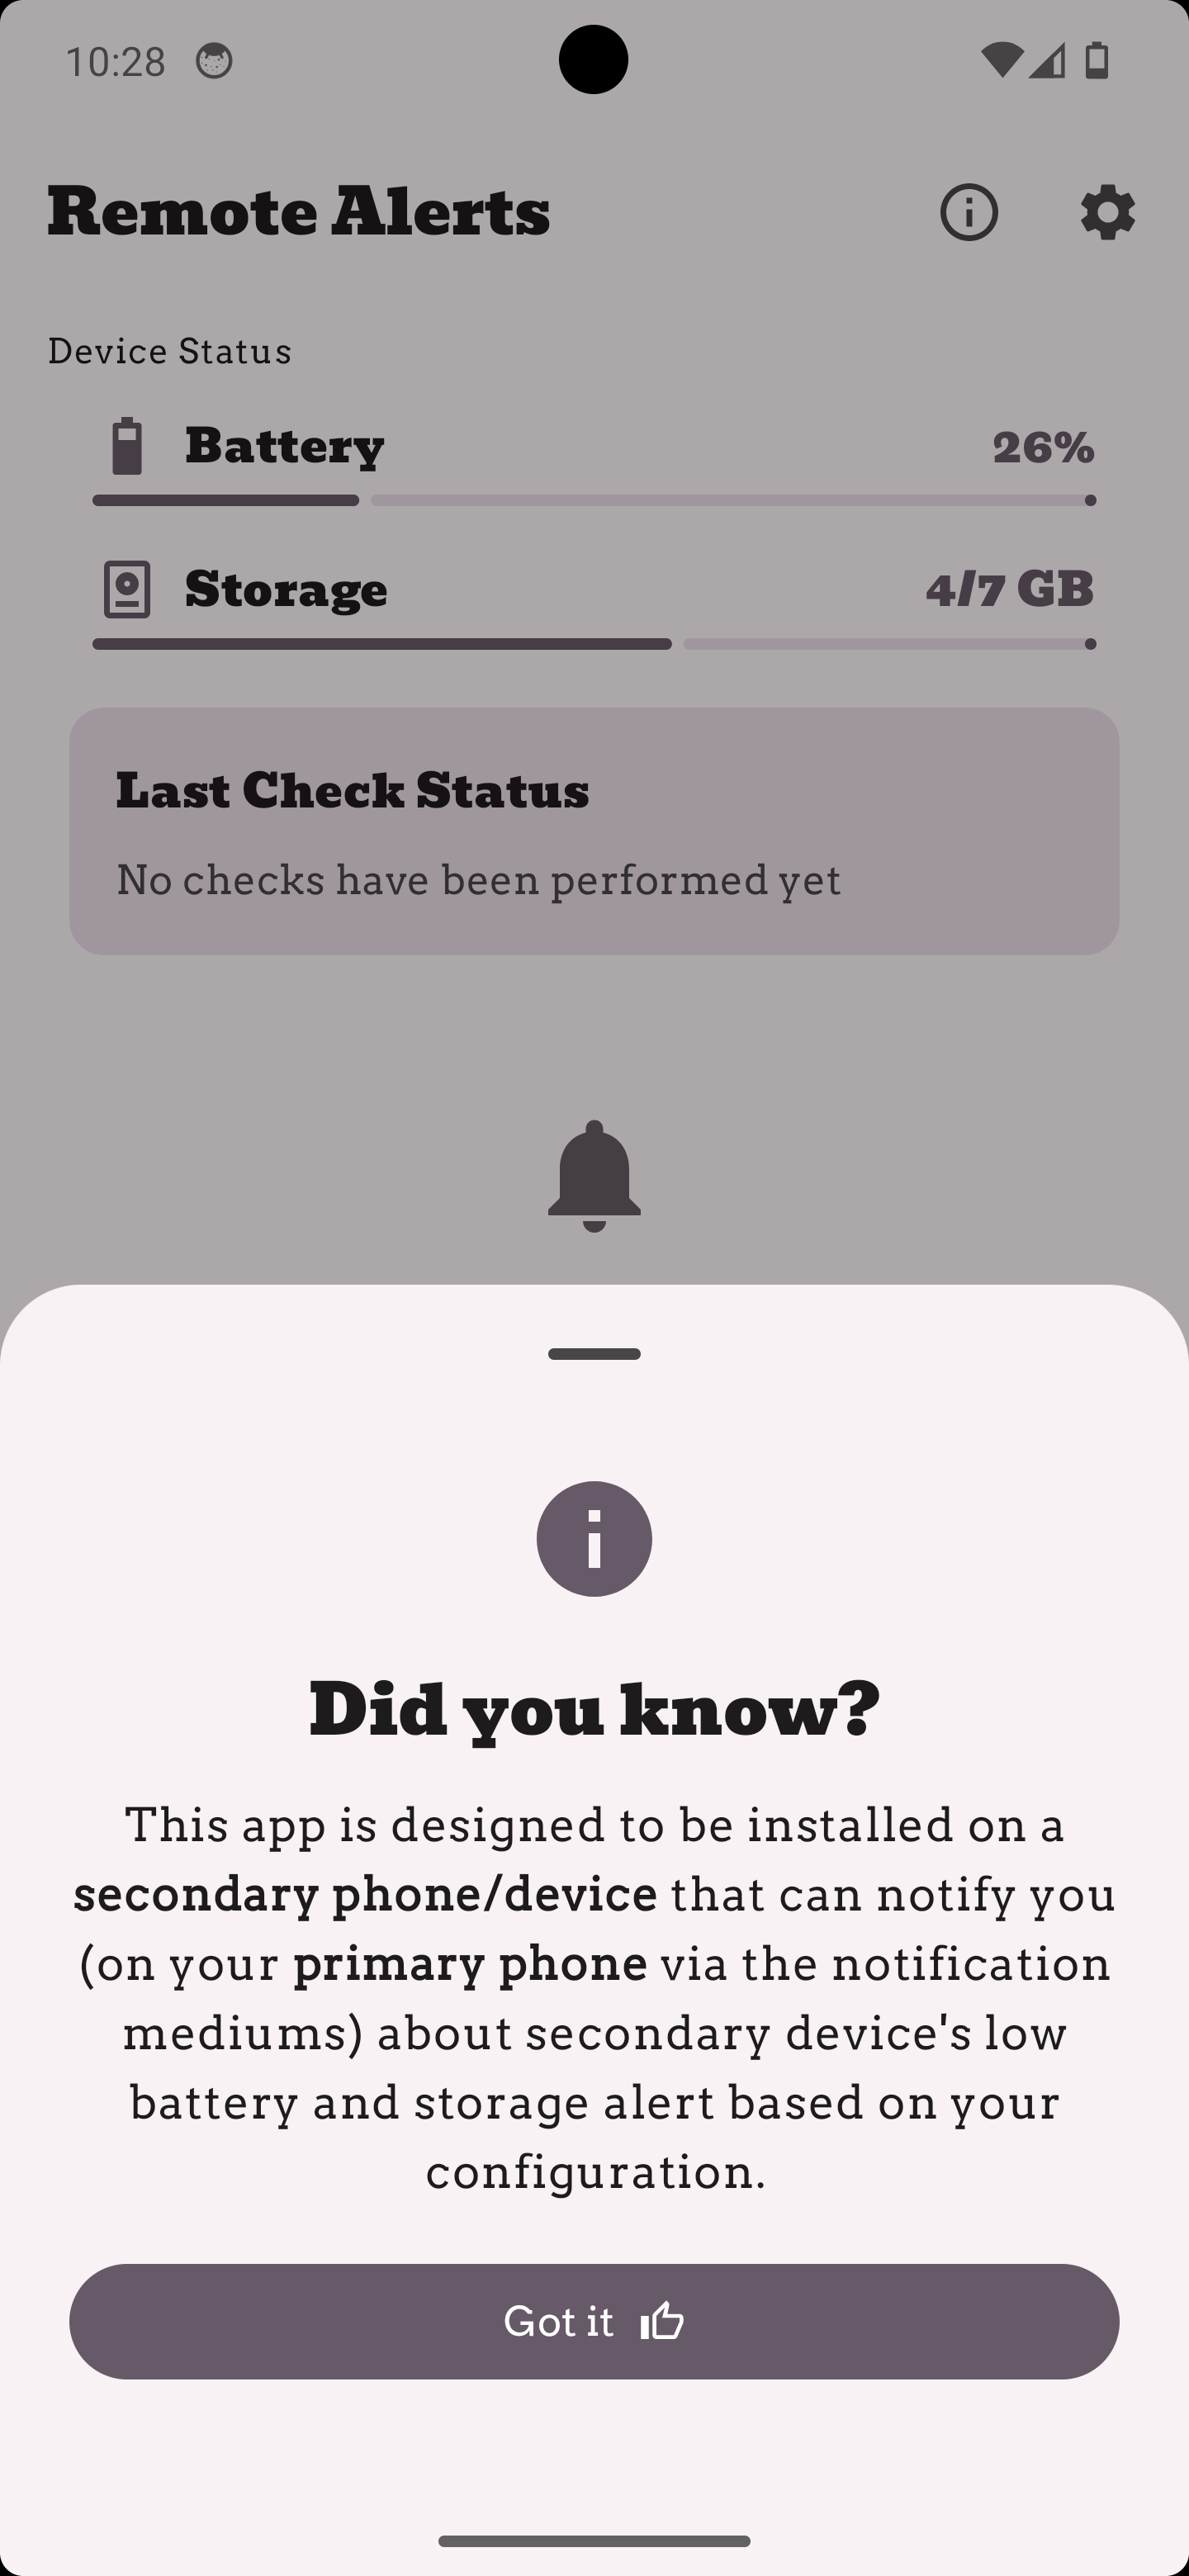 10:28
Remote Alerts
Device Status
Battery
26%
Storage
4/7 GB
Last Check Status
No checks have been performed yet
Did you know?
This app is designed to be installed on a
secondary phone/device that can notify you
(on your primary phone via the notification
mediums) about secondary device's low
battery and storage alert based on your
configuration.
Got it